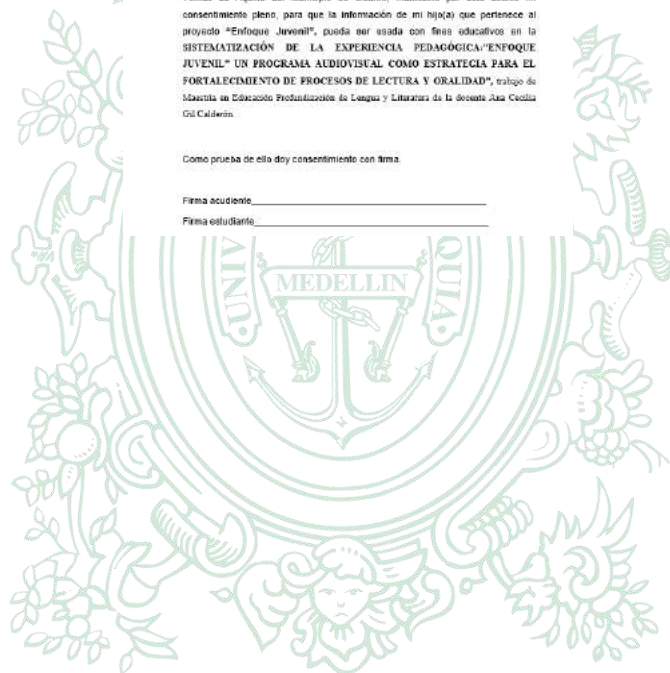 consentimiento pleno, para que la información de mi hijo(a) que pertenece al
proyecto "Enfoque Juvenil", pueda ser usada con fines educativos en la
SISTEMATIZACIÓN DE LA EXPERIENCIA PEDAGÓGICA:"ENFOQUE
JUVENIL" UN PROGRAMA AUDIOVISUAL COMO ESTRATEGIA PARA EL
FORTALECIMIENTO DE PROCESOS DE LECTURA Y ORALIDAD", trabajo de
Maestría en Educación Profundización de Lengua y Literatura de la docente Ana Cecilia
Gil Calderón.
Como prueba de ello doy consentimiento con firma.
Firma acudiente
Firma estudiante
UNIV
QUIA
MEDELLIN